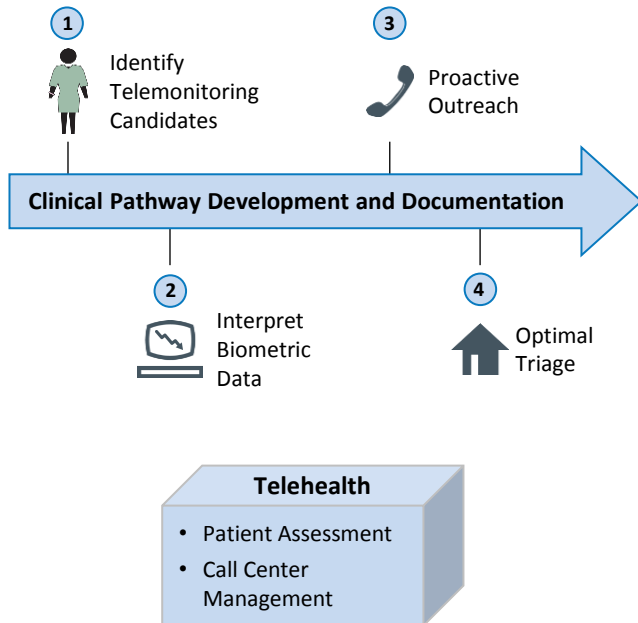 1
Identify
Telemonitoring
Candidates
3
Proactive
Outreach
Clinical Pathway Development and Documentation
2
Interpret
Biometric
Data
4
Optimal
Triage
Telehealth
• Patient Assessment
• Call Center
Management